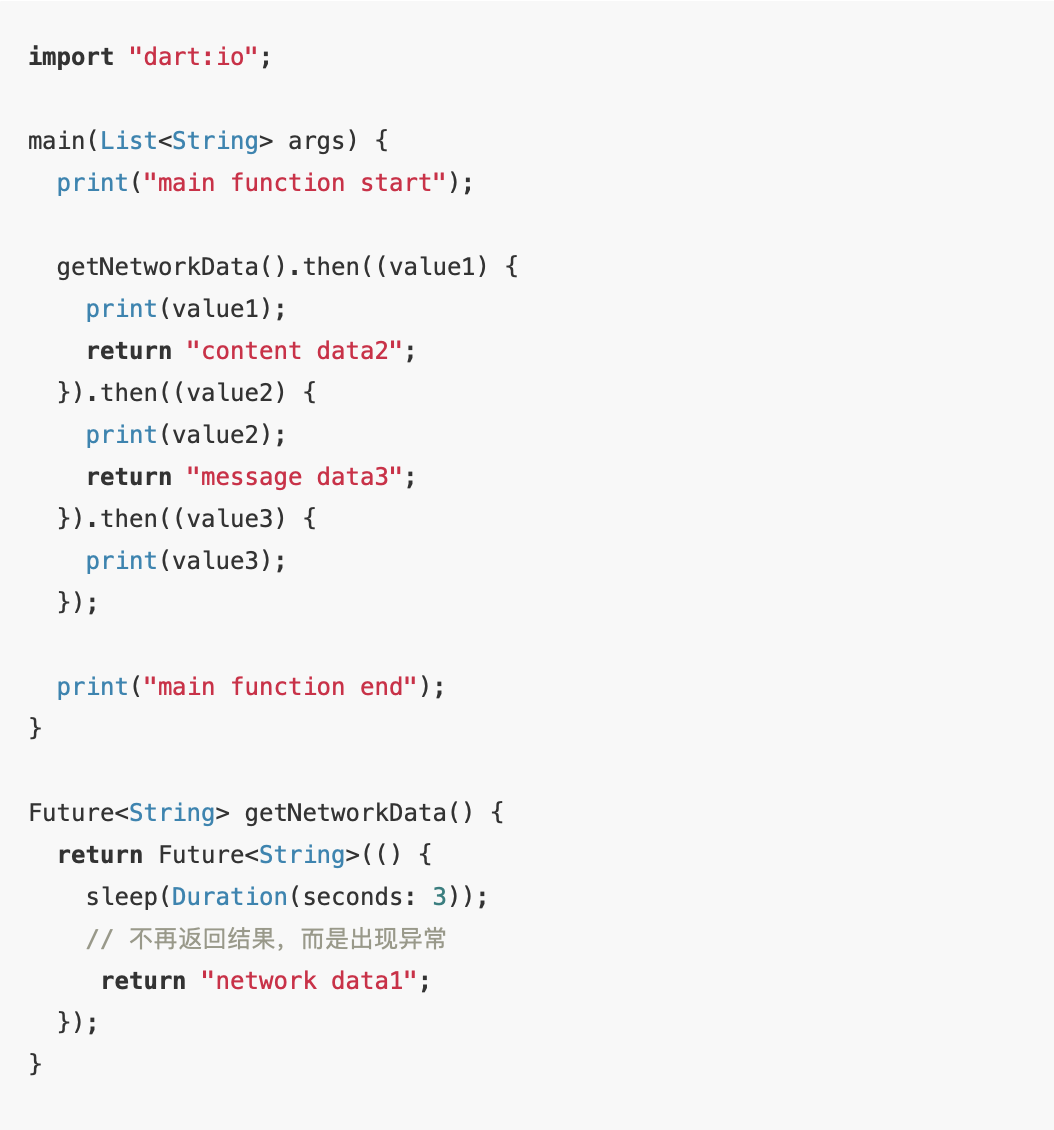 import "dart:io";

main(List<String> args) {
  print("main function start");

  getNetworkData().then((value1) {
    print(value1);
    return "content data2";
  }).then((value2) {
    print(value2);
    return "message data3";
  }).then((value3) {
    print(value3);
  });

  print("main function end");
}

Future<String> getNetworkData() {
  return Future<String>(() {
    sleep(Duration(seconds: 3));
    // 不再返回结果，而是出现异常
     return "network data1";
  });
}